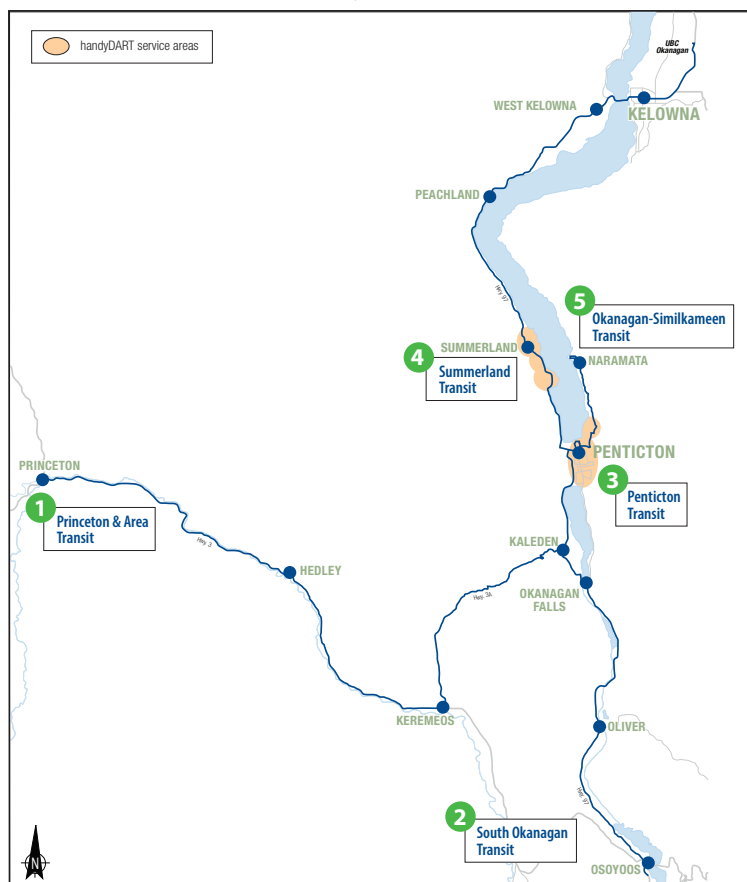 handyDART service areas
UBC
Okanagan
WEST KELOWNA
KELOWNA
PEACHLAND
Hwy 97
5
Okanagan-Similkameen
Transit
SUMMERLAND
4
Summerland
Transit
NARAMATA
PENTICTON
3
Penticton
Transit
PRINCETON
1
Princeton & Area
Transit
Hwy 3
HEDLEY
KALEDEN
Hwy 3A
OKANAGAN
FALLS
KEREMEOS
OLIVER
Hwy 97
2
South Okanagan
Transit
OSOYOOS
N